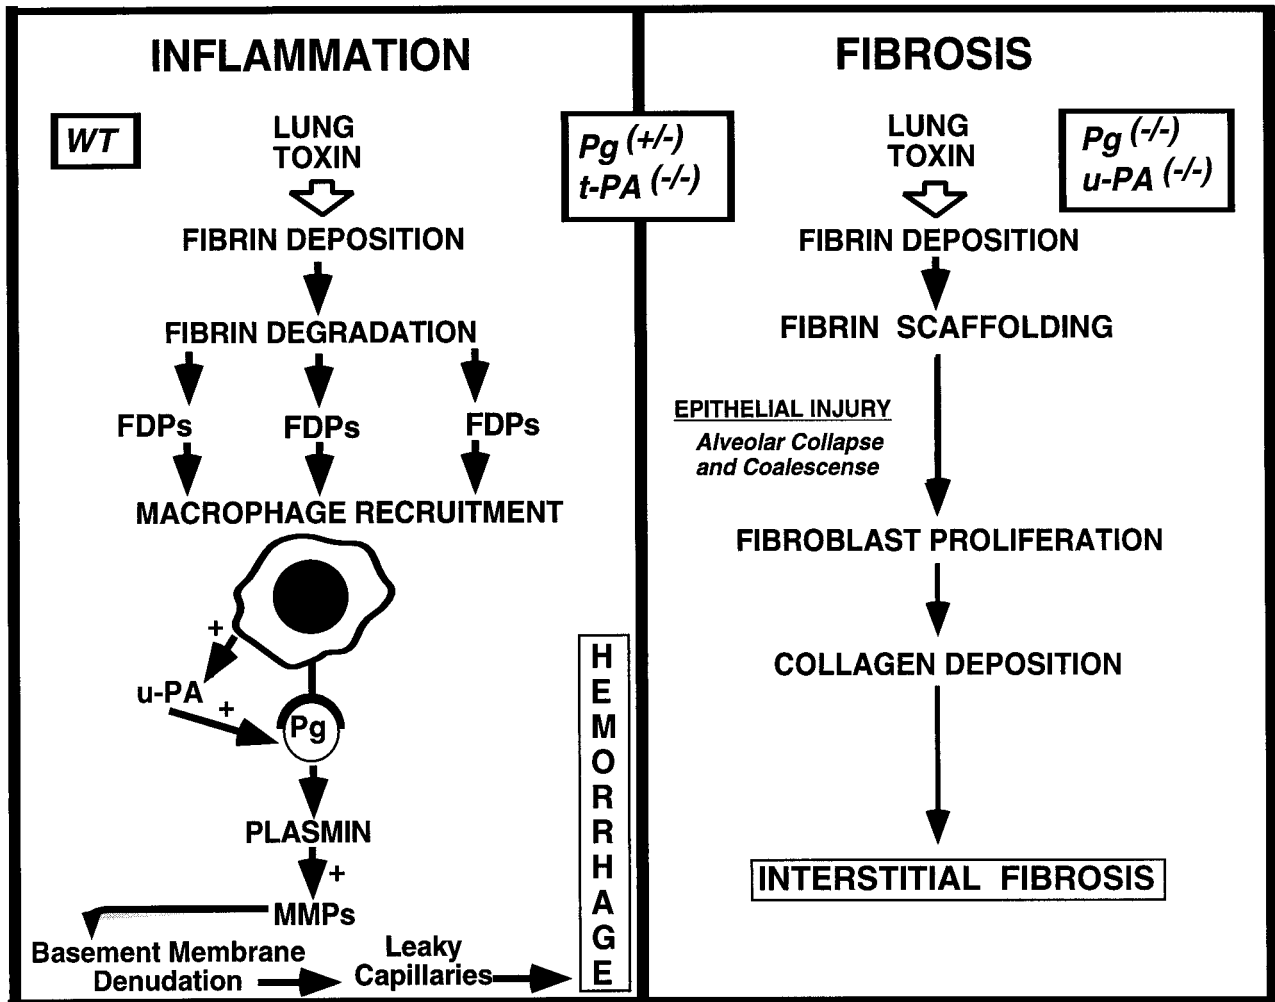 INFLAMMATION
WT
LUNG
TOXIN
Pg (+/-)
t-PA (-/-)
FIBRIN DEPOSITION
FIBRIN DEGRADATION
FDPs FDPs FDPs
MACROPHAGE RECRUITMENT
+
u-PA
+
Pg
PLASMIN
+
MMPs
Basement Membrane
Denudation
Leaky
Capillaries
HEMORRHAGE
FIBROSIS
LUNG
TOXIN
Pg (-/-)
u-PA (-/-)
FIBRIN DEPOSITION
FIBRIN SCAFFOLDING
EPITHELIAL INJURY
Alveolar Collapse
and Coalescense
FIBROBLAST PROLIFERATION
COLLAGEN DEPOSITION
INTERSTITIAL FIBROSIS